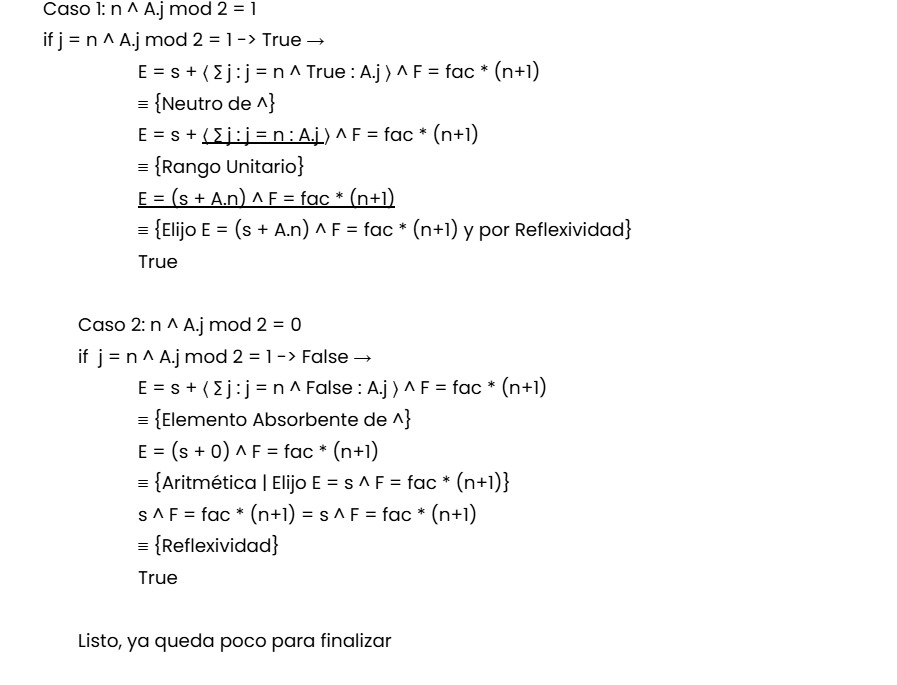 Caso 1: n ∧ A.j mod 2 = 1
if j = n ∧ A.j mod 2 = 1 -> True →
E = s + ⟨ Σ j : j = n ∧ True : A.j ⟩ ∧ F = fac * (n+1)
≡ {Neutro de ∧}
E = s + ⟨ Σ j : j = n : A.j ⟩ ∧ F = fac * (n+1)
≡ {Rango Unitario}
E = (s + A.n) ∧ F = fac * (n+1)
≡ {Elijo E = (s + A.n) ∧ F = fac * (n+1) y por Reflexividad}
True
Caso 2: n ∧ A.j mod 2 = 0
if j = n ∧ A.j mod 2 = 1 -> False →
E = s + ⟨ Σ j : j = n ∧ False : A.j ⟩ ∧ F = fac * (n+1)
≡ {Elemento Absorbente de ∧}
E = (s + 0) ∧ F = fac * (n+1)
≡ {Aritmética | Elijo E = s ∧ F = fac * (n+1)}
s ∧ F = fac * (n+1) = s ∧ F = fac * (n+1)
≡ {Reflexividad}
True
Listo, ya queda poco para finalizar